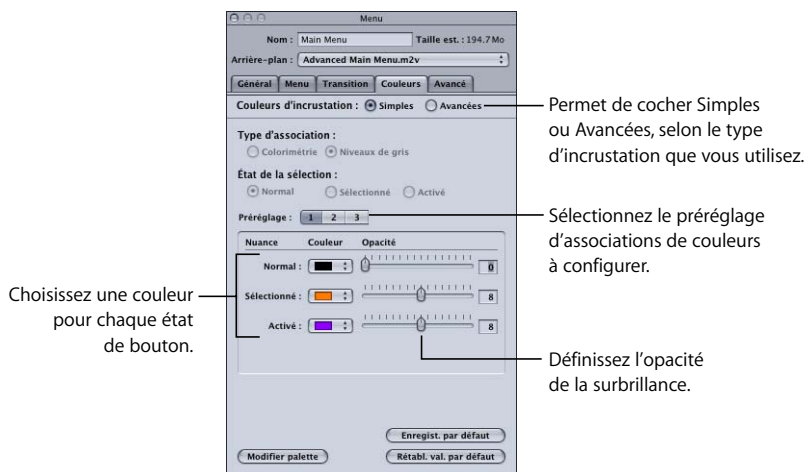 Menu
Nom : Main Menu Taille est. : 194.7 Mo
Arrière-plan : Advanced Main Menu.m2v
Général Menu Transition Couleurs Avancé
Couleurs d'incrustation : Simples Avancées
Permet de cocher Simples
ou Avancées, selon le type
d'incrustation que vous utilisez.
Type d'association :
Colorimétrie Niveaux de gris
État de la sélection :
Normal Sélectionné Activé
Préréglage : 1 2 3
Sélectionnez le préréglage
d'associations de couleurs
à configurer.
Nuance Couleur Opacité
Normal : 0
Sélectionné : 8
Activé : 8
Choisissez une couleur
pour chaque état
de bouton.
Définissez l'opacité
de la surbrillance.
Enregist. par défaut
Modifier palette Rétabl. val. par défaut